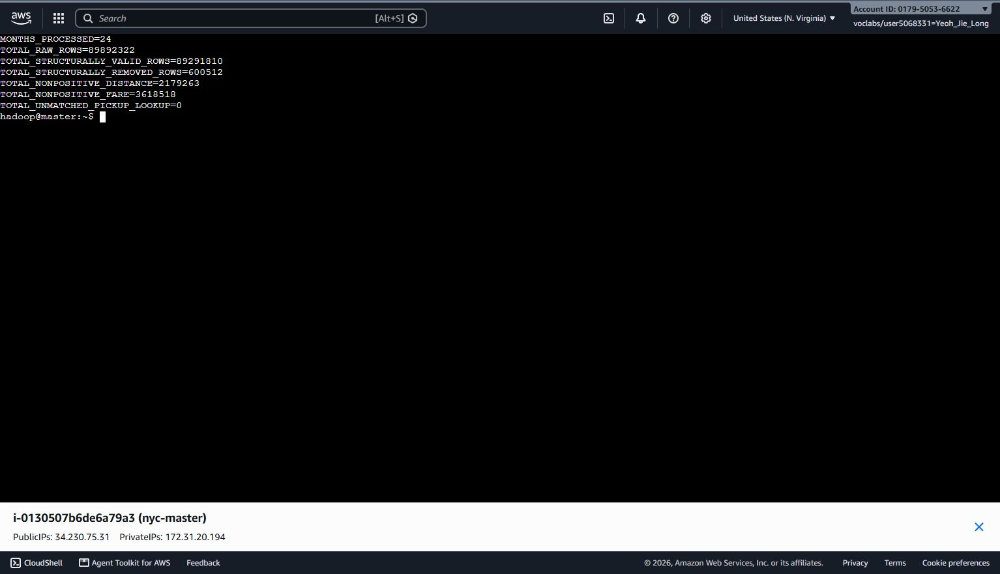 aws
Search [Alt+S]
United States (N. Virginia)
Account ID: 0179-5053-6622
voclabs/user5068331=Yeoh_Jie_Long
MONTHS_PROCESSED=24
TOTAL_RAW_ROWS=89892322
TOTAL_STRUCTURALLY_VALID_ROWS=89291810
TOTAL_STRUCTURALLY_REMOVED_ROWS=600512
TOTAL_NONPOSITIVE_DISTANCE=2179263
TOTAL_NONPOSITIVE_FARE=3618518
TOTAL_UNMATCHED_PICKUP_LOOKUP=0
hadoop@master:~$
i-0130507b6de6a79a3 (nyc-master)
PublicIPs: 34.230.75.31 PrivateIPs: 172.31.20.194
CloudShell Agent Toolkit for AWS Feedback © 2026, Amazon Web Services, Inc. or its affiliates. Privacy Terms Cookie preferences